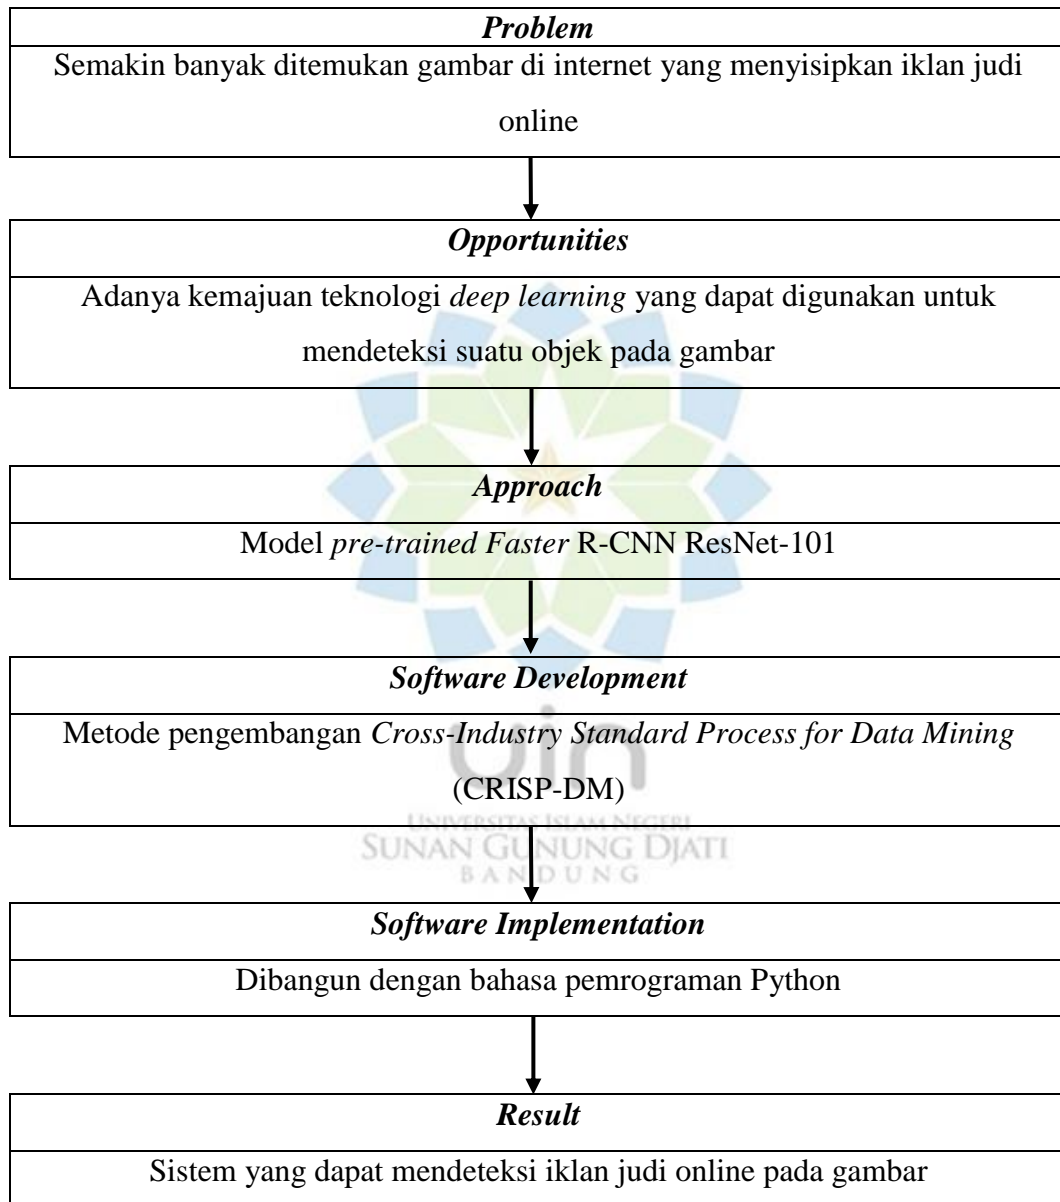 Problem
Semakin banyak ditemukan gambar di internet yang menyisipkan iklan judi
online
Opportunities
Adanya kemajuan teknologi deep learning yang dapat digunakan untuk
mendeteksi suatu objek pada gambar
Approach
Model pre-trained Faster R-CNN ResNet-101
Software Development
Metode pengembangan Cross-Industry Standard Process for Data Mining
uin
(CRISP-DM)
UNIVERSITAS ISLAM NEGERI
SUNAN GUNUNG DJATI
BANDUNG
Software Implementation
Dibangun dengan bahasa pemrograman Python
Result
Sistem yang dapat mendeteksi iklan judi online pada gambar